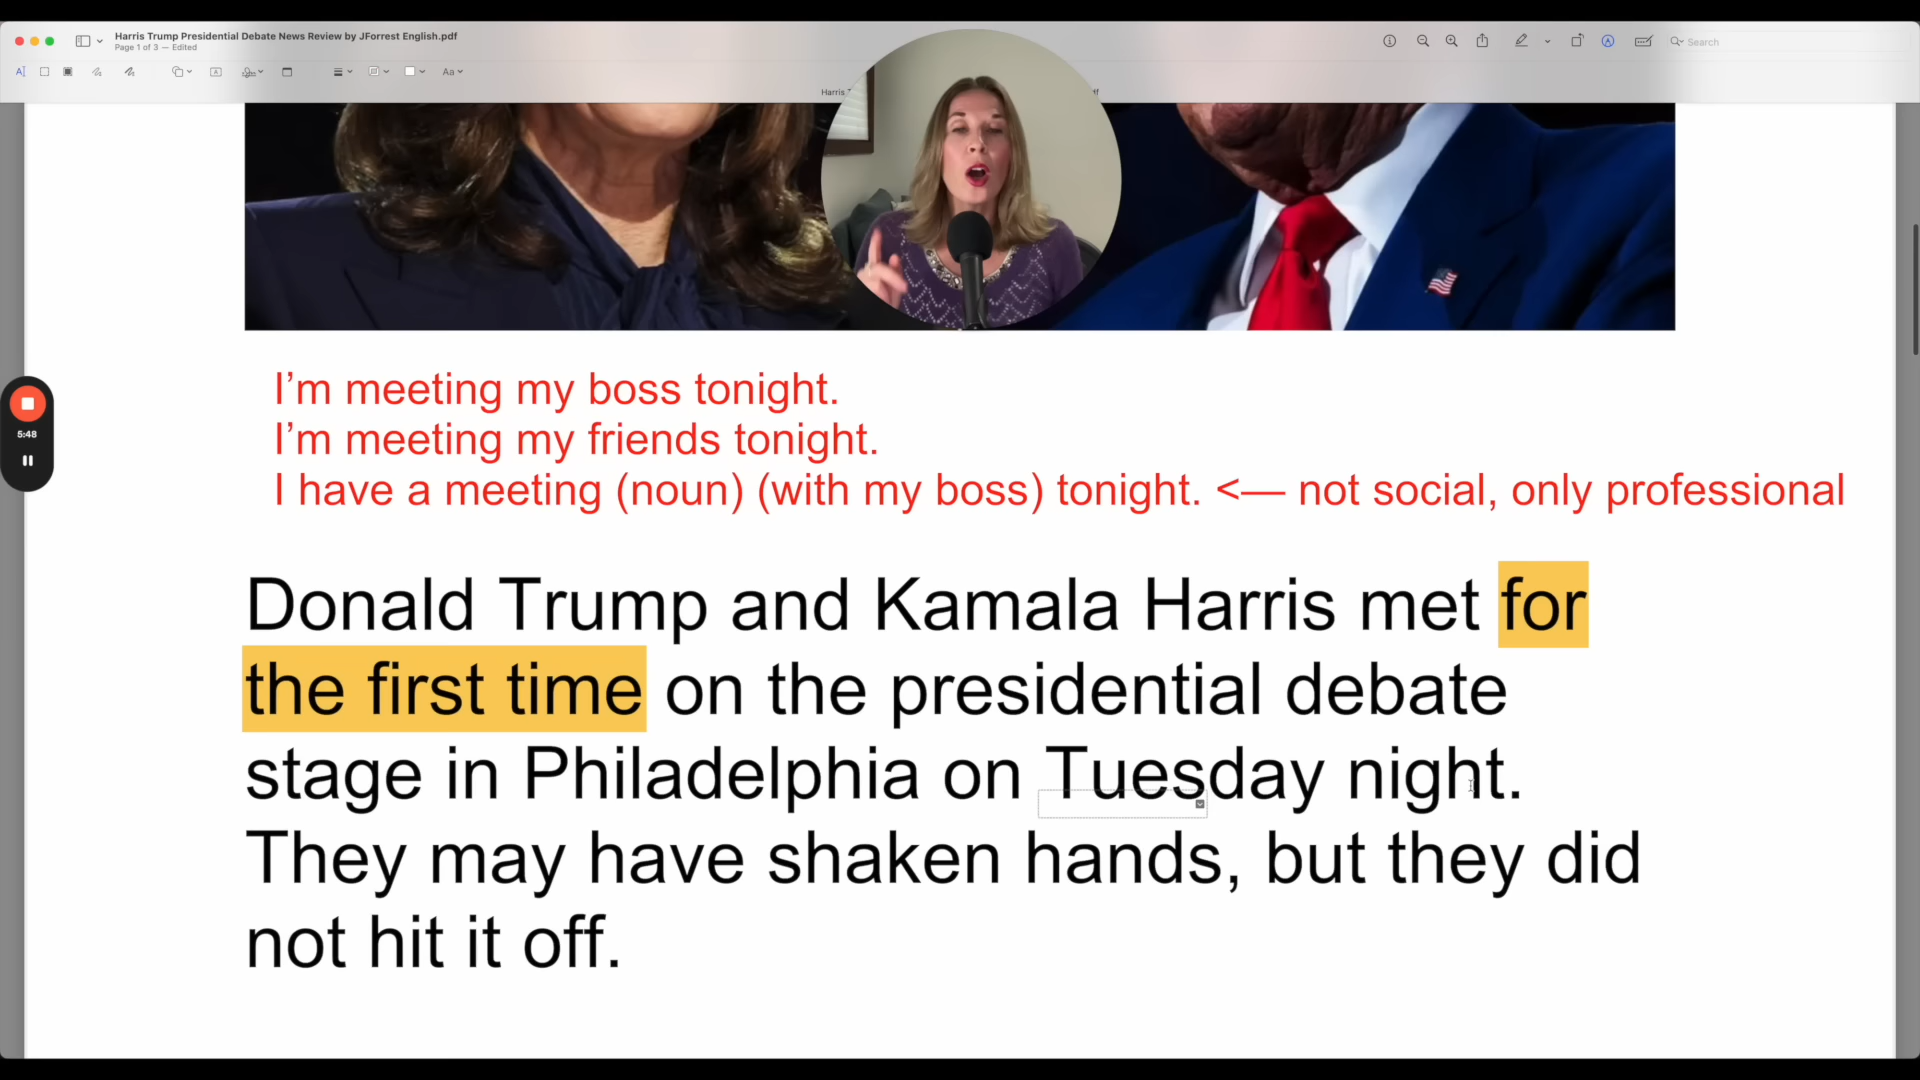 Harris Trump Presidential Debate News Review by JForrest English.pdf
Page 1 of 3 — Edited
Search
Aa
I’m meeting my boss tonight.
I’m meeting my friends tonight.
I have a meeting (noun) (with my boss) tonight. <— not social, only professional
Donald Trump and Kamala Harris met for
the first time on the presidential debate
stage in Philadelphia on Tuesday night.
They may have shaken hands, but they did
not hit it off.
5:48